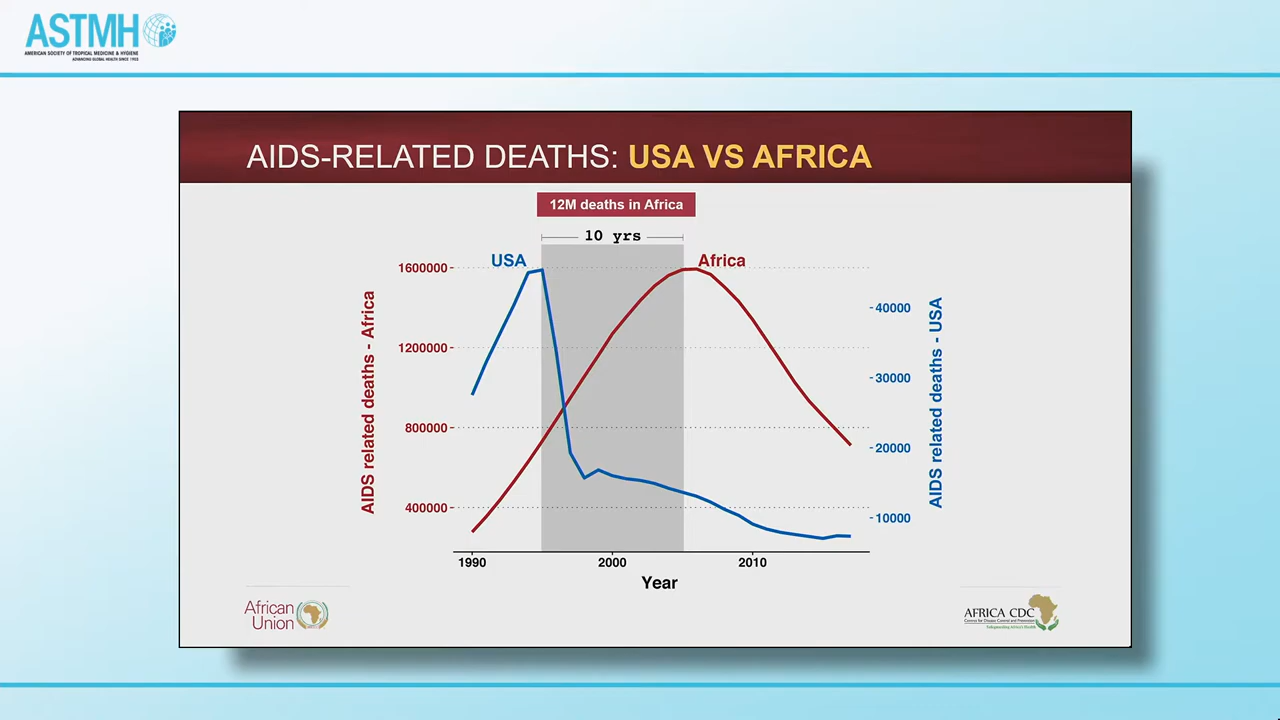 ASTMH
AMERICAN SOCIETY OF TROPICAL MEDICINE & HYGIENE
ADVANCING GLOBAL HEALTH SINCE 1903
AIDS-RELATED DEATHS: USA VS AFRICA
12M deaths in Africa
10 yrs
USA
Africa
1600000
1200000
800000
400000
AIDS related deaths - Africa
40000
30000
20000
10000
AIDS related deaths - USA
1990
2000
2010
Year
African
Union
AFRICA CDC
Centres for Disease Control and Prevention
Safeguarding Africa's Health